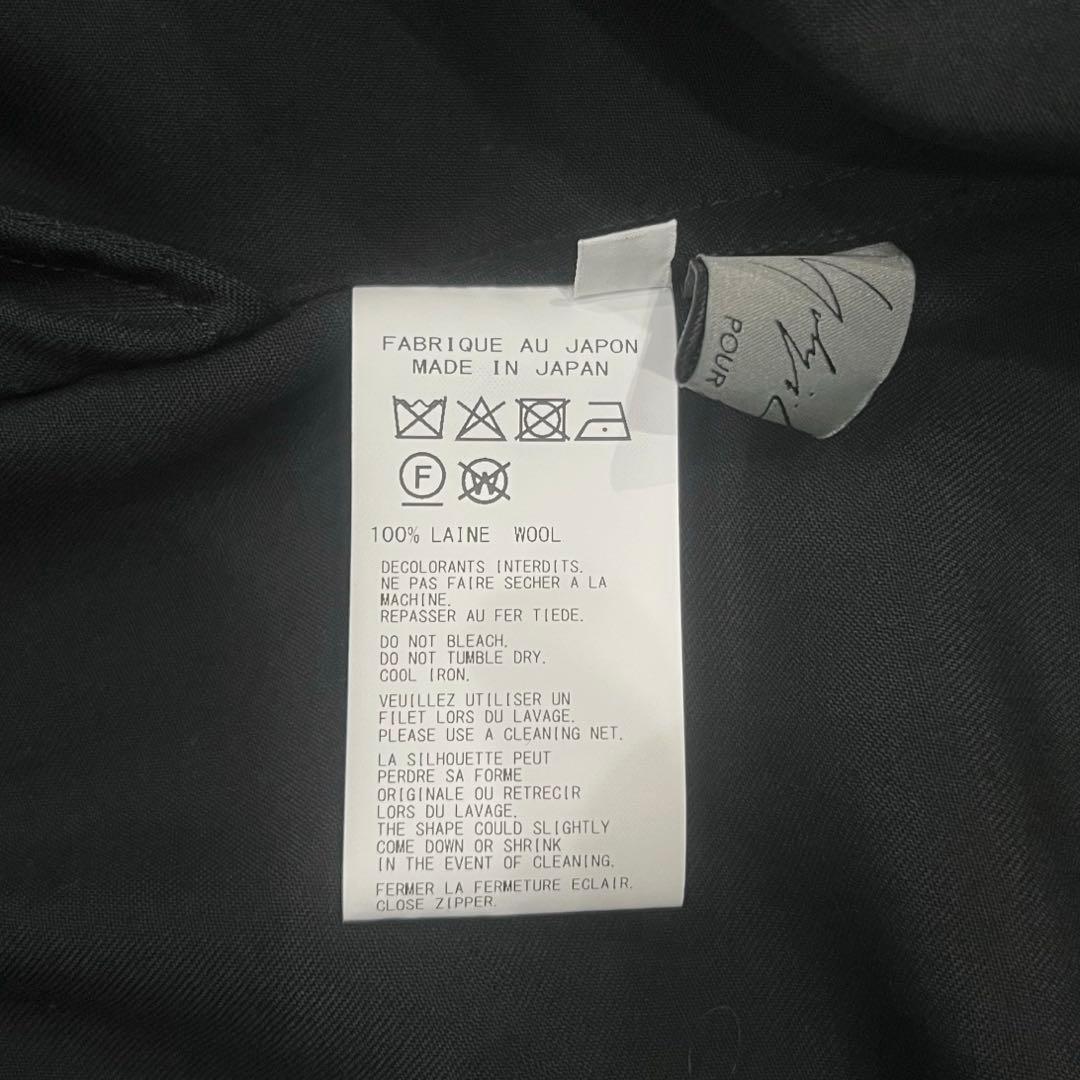 FABRIQUE AU JAPON
MADE IN JAPAN
F
W
100% LAINE WOOL
DECOLORANTS INTERDITS.
NE PAS FAIRE SECHER A LA
MACHINE.
REPASSER AU FER TIEDE.
DO NOT BLEACH.
DO NOT TUMBLE DRY.
COOL IRON.
VEUILLEZ UTILISER UN
FILET LORS DU LAVAGE.
PLEASE USE A CLEANING NET.
LA SILHOUETTE PEUT
PERDRE SA FORME
ORIGINALE OU RETRECIR
LORS DU LAVAGE.
THE SHAPE COULD SLIGHTLY
COME DOWN OR SHRINK
IN THE EVENT OF CLEANING.
FERMER LA FERMETURE ECLAIR.
CLOSE ZIPPER.
Yohji
POUR